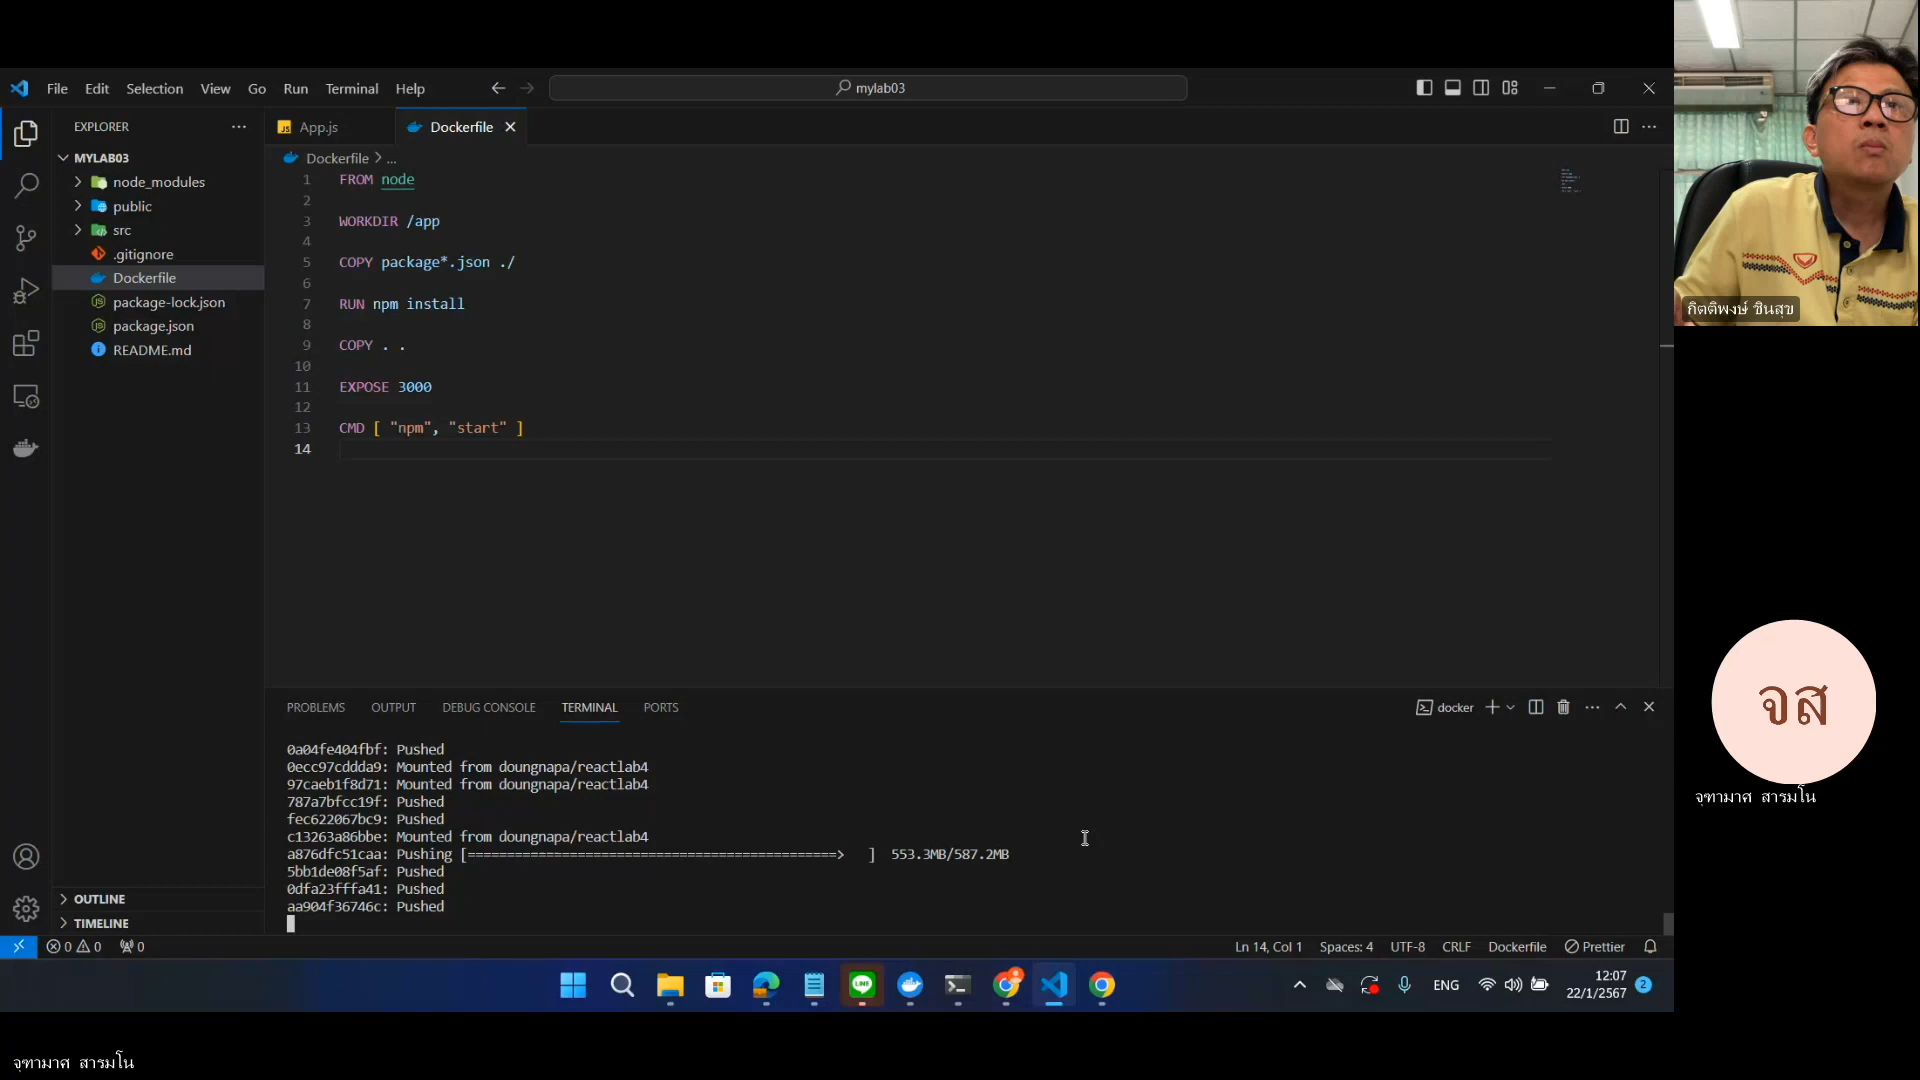 File Edit Selection View Go Run Terminal Help
mylab03
EXPLORER
MYLAB03
node_modules
public
src
.gitignore
Dockerfile
package-lock.json
package.json
README.md
OUTLINE
TIMELINE
App.js
Dockerfile
Dockerfile > ...
1 FROM node
2
3 WORKDIR /app
4
5 COPY package*.json ./
6
7 RUN npm install
8
9 COPY . .
10
11 EXPOSE 3000
12
13 CMD [ "npm", "start" ]
14
PROBLEMS OUTPUT DEBUG CONSOLE TERMINAL PORTS
docker
0a04fe404fbf: Pushed
0ecc97cddda9: Mounted from doungnapa/reactlab4
97caeb1f8d71: Mounted from doungnapa/reactlab4
787a7bfcc19f: Pushed
fec622067bc9: Pushed
c13263a86bbe: Mounted from doungnapa/reactlab4
a876dfc51caa: Pushing [===============================================> ] 553.3MB/587.2MB
5bb1de08f5af: Pushed
0dfa23fffa41: Pushed
aa904f36746c: Pushed
0 0 0
Ln 14, Col 1 Spaces: 4 UTF-8 CRLF Dockerfile Prettier
LINE
ENG
12:07
22/1/2567
2
กิตติพงษ์ ชินสุข
จส
จุฑามาศ สารมโน
จุฑามาศ สารมโน